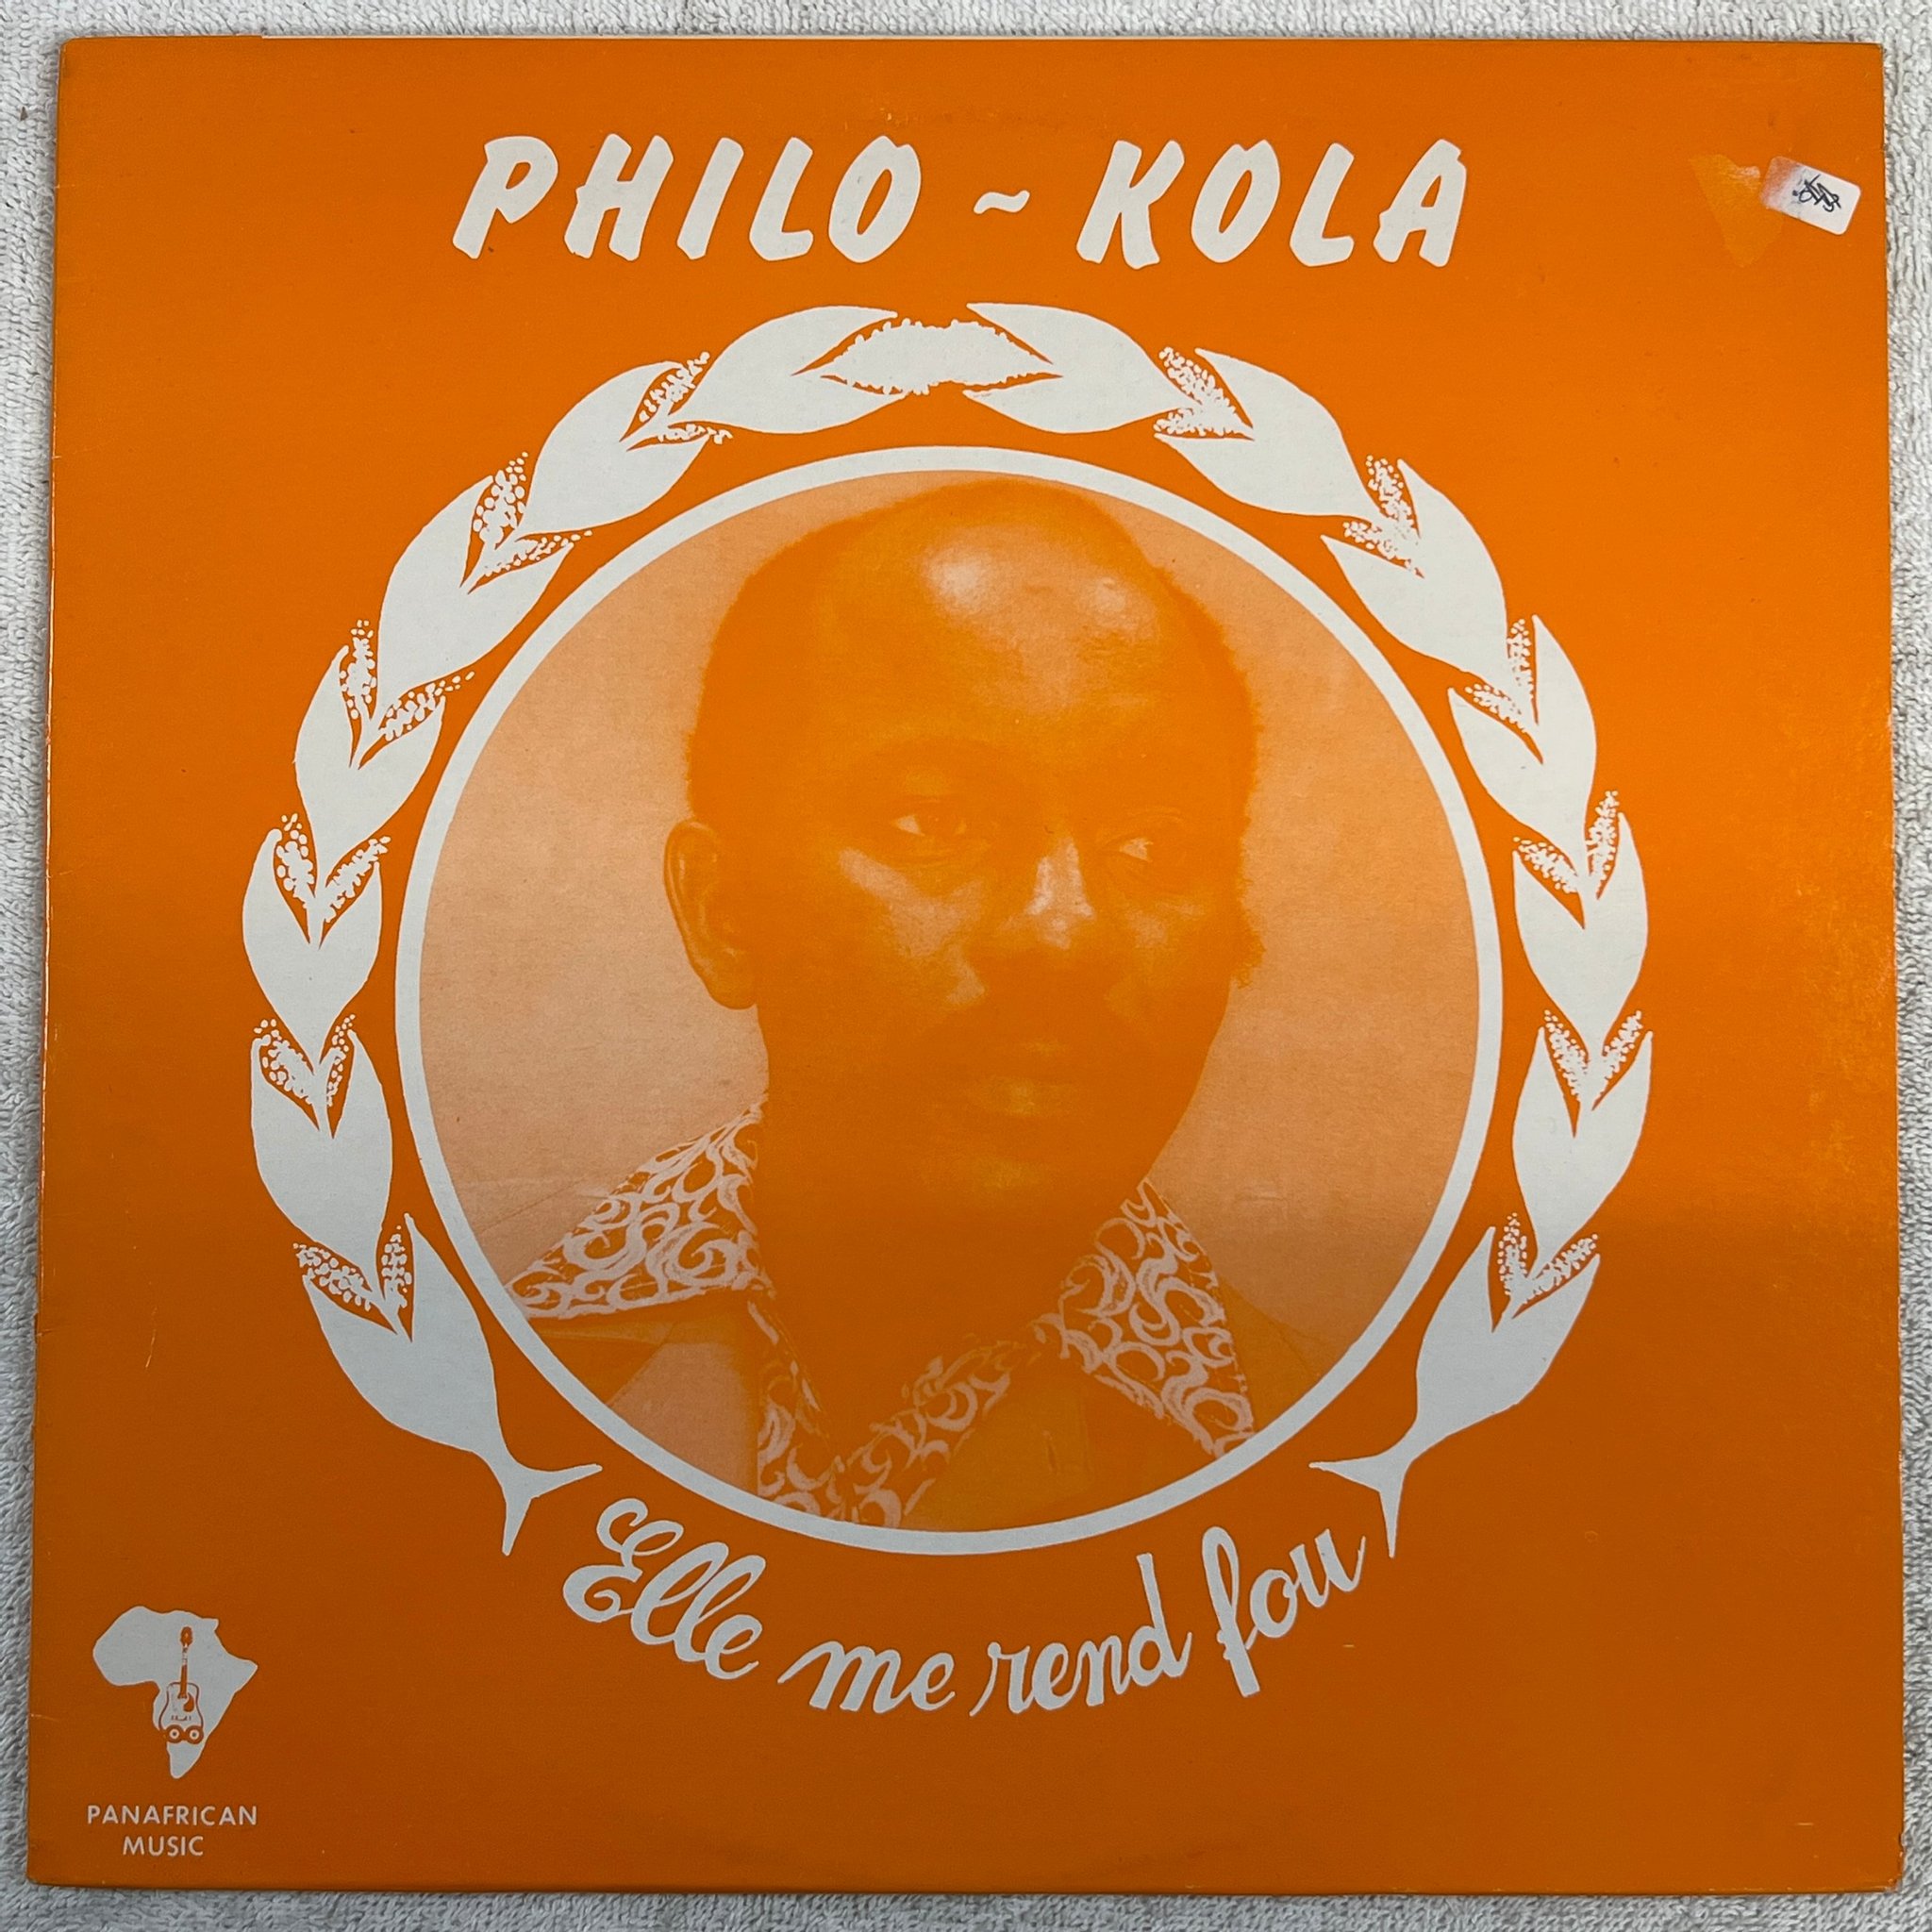 PHILO ~ KOLA
Elle me rend fou
PANAFRICAN
MUSIC